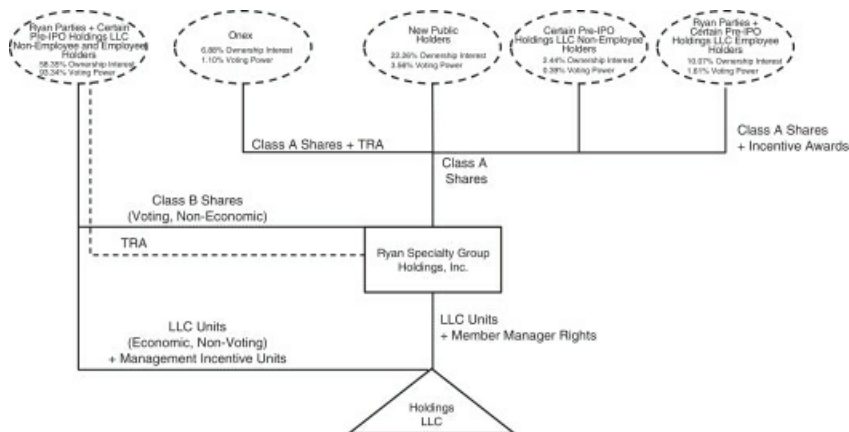 Ryan Parties + Certain
Pre-IPO Holdings LLC
Non-Employee and Employee
Holders
58.35% Ownership Interest
93.34% Voting Power
Onex
6.88% Ownership Interest
1.10% Voting Power
New Public
Holders
22.26% Ownership Interest
3.56% Voting Power
Certain Pre-IPO
Holdings LLC Non-Employee
Holders
2.44% Ownership Interest
0.39% Voting Power
Ryan Parties +
Certain Pre-IPO
Holdings LLC Employee
Holders
10.07% Ownership Interest
1.61% Voting Power
Class A Shares + TRA
Class A
Shares
Class A Shares
+ Incentive Awards
Class B Shares
(Voting, Non-Economic)
TRA
Ryan Specialty Group
Holdings, Inc.
LLC Units
(Economic, Non-Voting)
+ Management Incentive Units
LLC Units
+ Member Manager Rights
Holdings
LLC